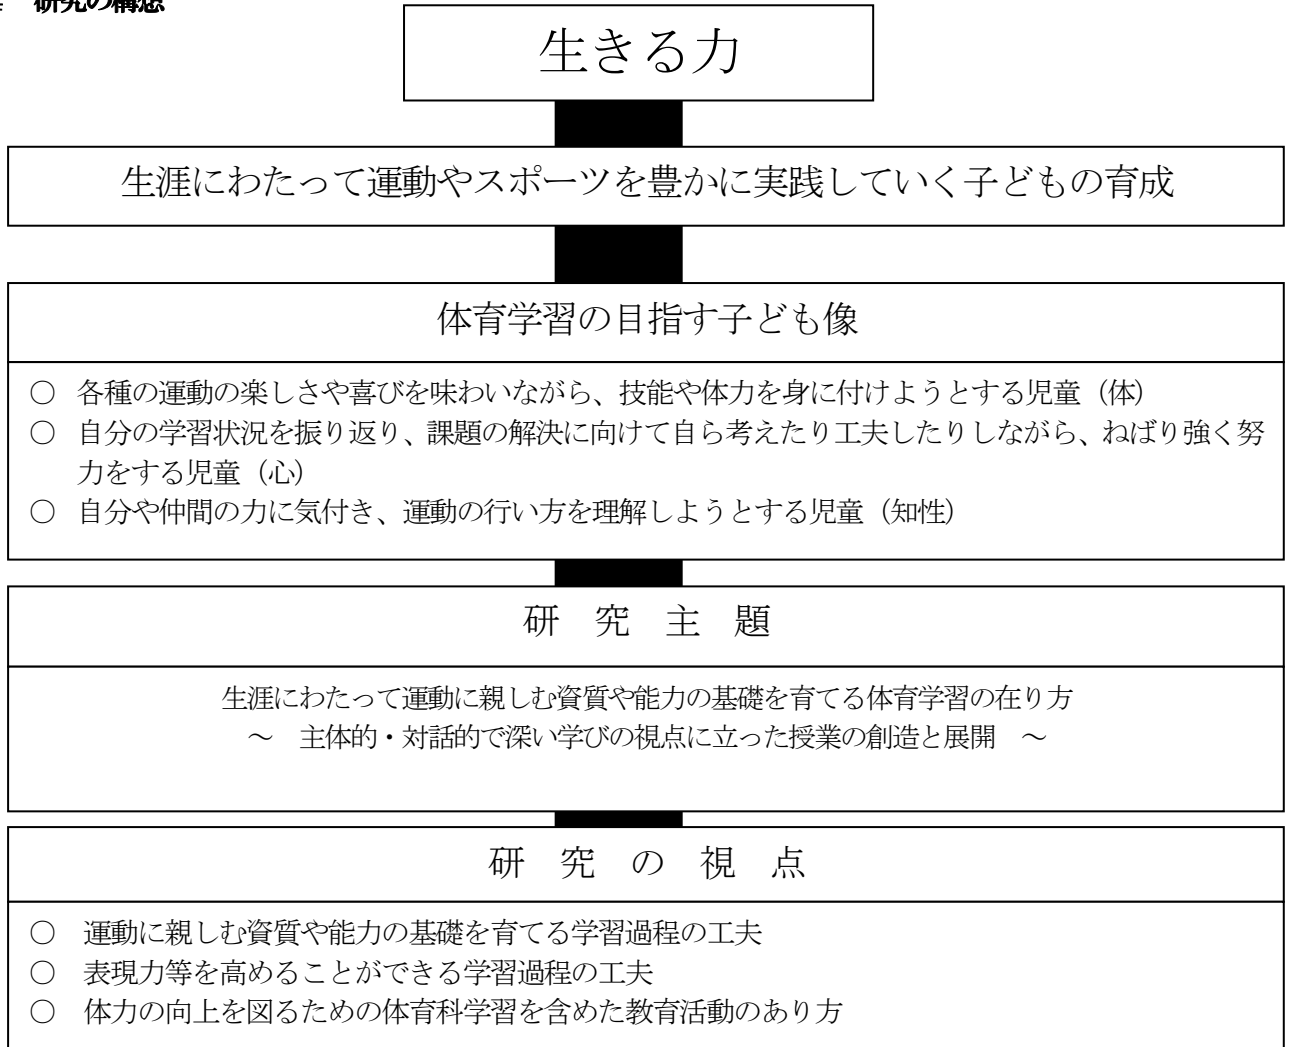 研究の構想
生きる力
生涯にわたって運動やスポーツを豊かに実践していく子どもの育成
体育学習の目指す子ども像
○ 各種の運動の楽しさや喜びを味わいながら、技能や体力を身に付けようとする児童（体）
○ 自分の学習状況を振り返り、課題の解決に向けて自ら考えたり工夫したりしながら、ねばり強く努
力をする児童（心）
○ 自分や仲間の力に気付き、運動の行い方を理解しようとする児童（知性）
研　究　主　題
生涯にわたって運動に親しむ資質や能力の基礎を育てる体育学習の在り方
～　主体的・対話的で深い学びの視点に立った授業の創造と展開　～
研　究　の　視　点
○ 運動に親しむ資質や能力の基礎を育てる学習過程の工夫
○ 表現力等を高めることができる学習過程の工夫
○ 体力の向上を図るための体育科学習を含めた教育活動のあり方